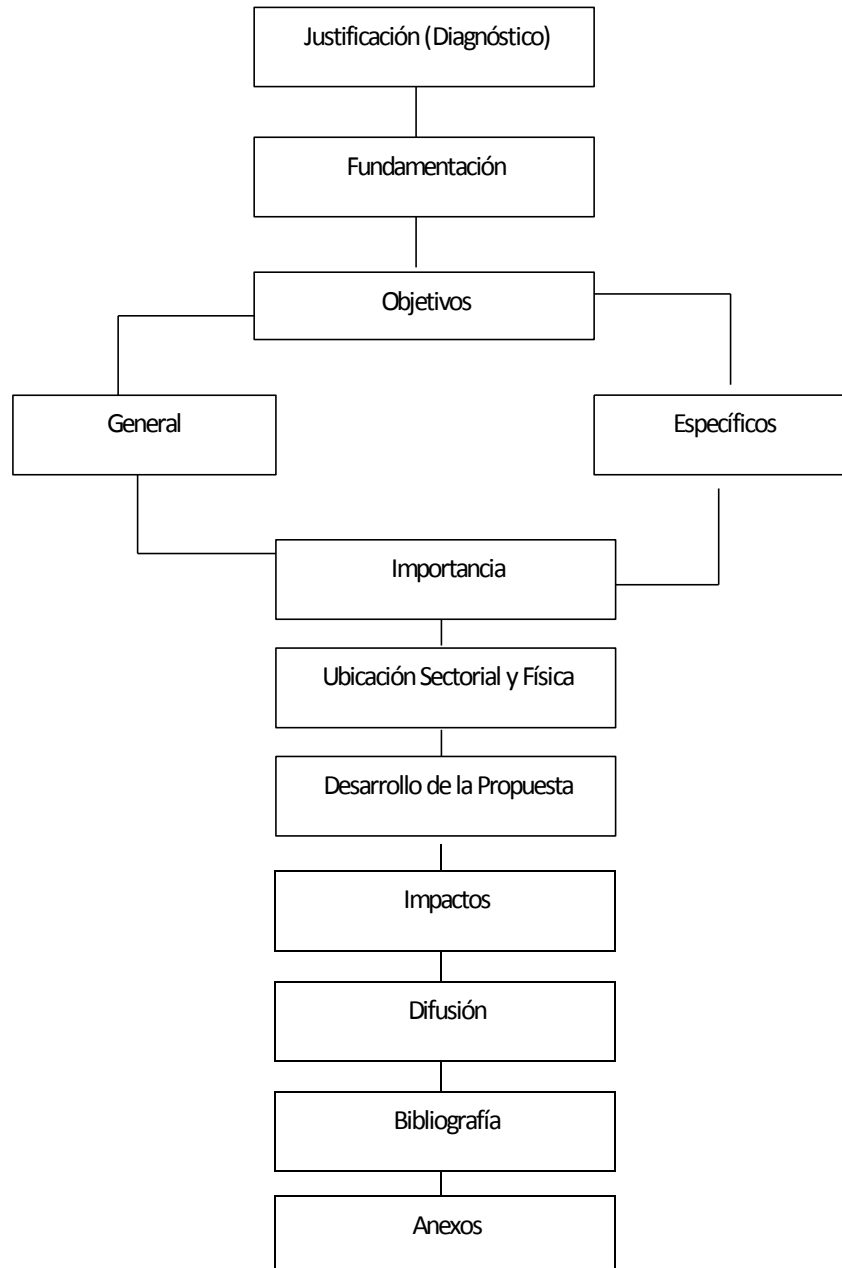 Justificación (Diagnóstico)
Fundamentación
Objetivos
General
Específicos
Importancia
Ubicación Sectorial y Física
Desarrollo de la Propuesta
Impactos
Difusión
Bibliografía
Anexos